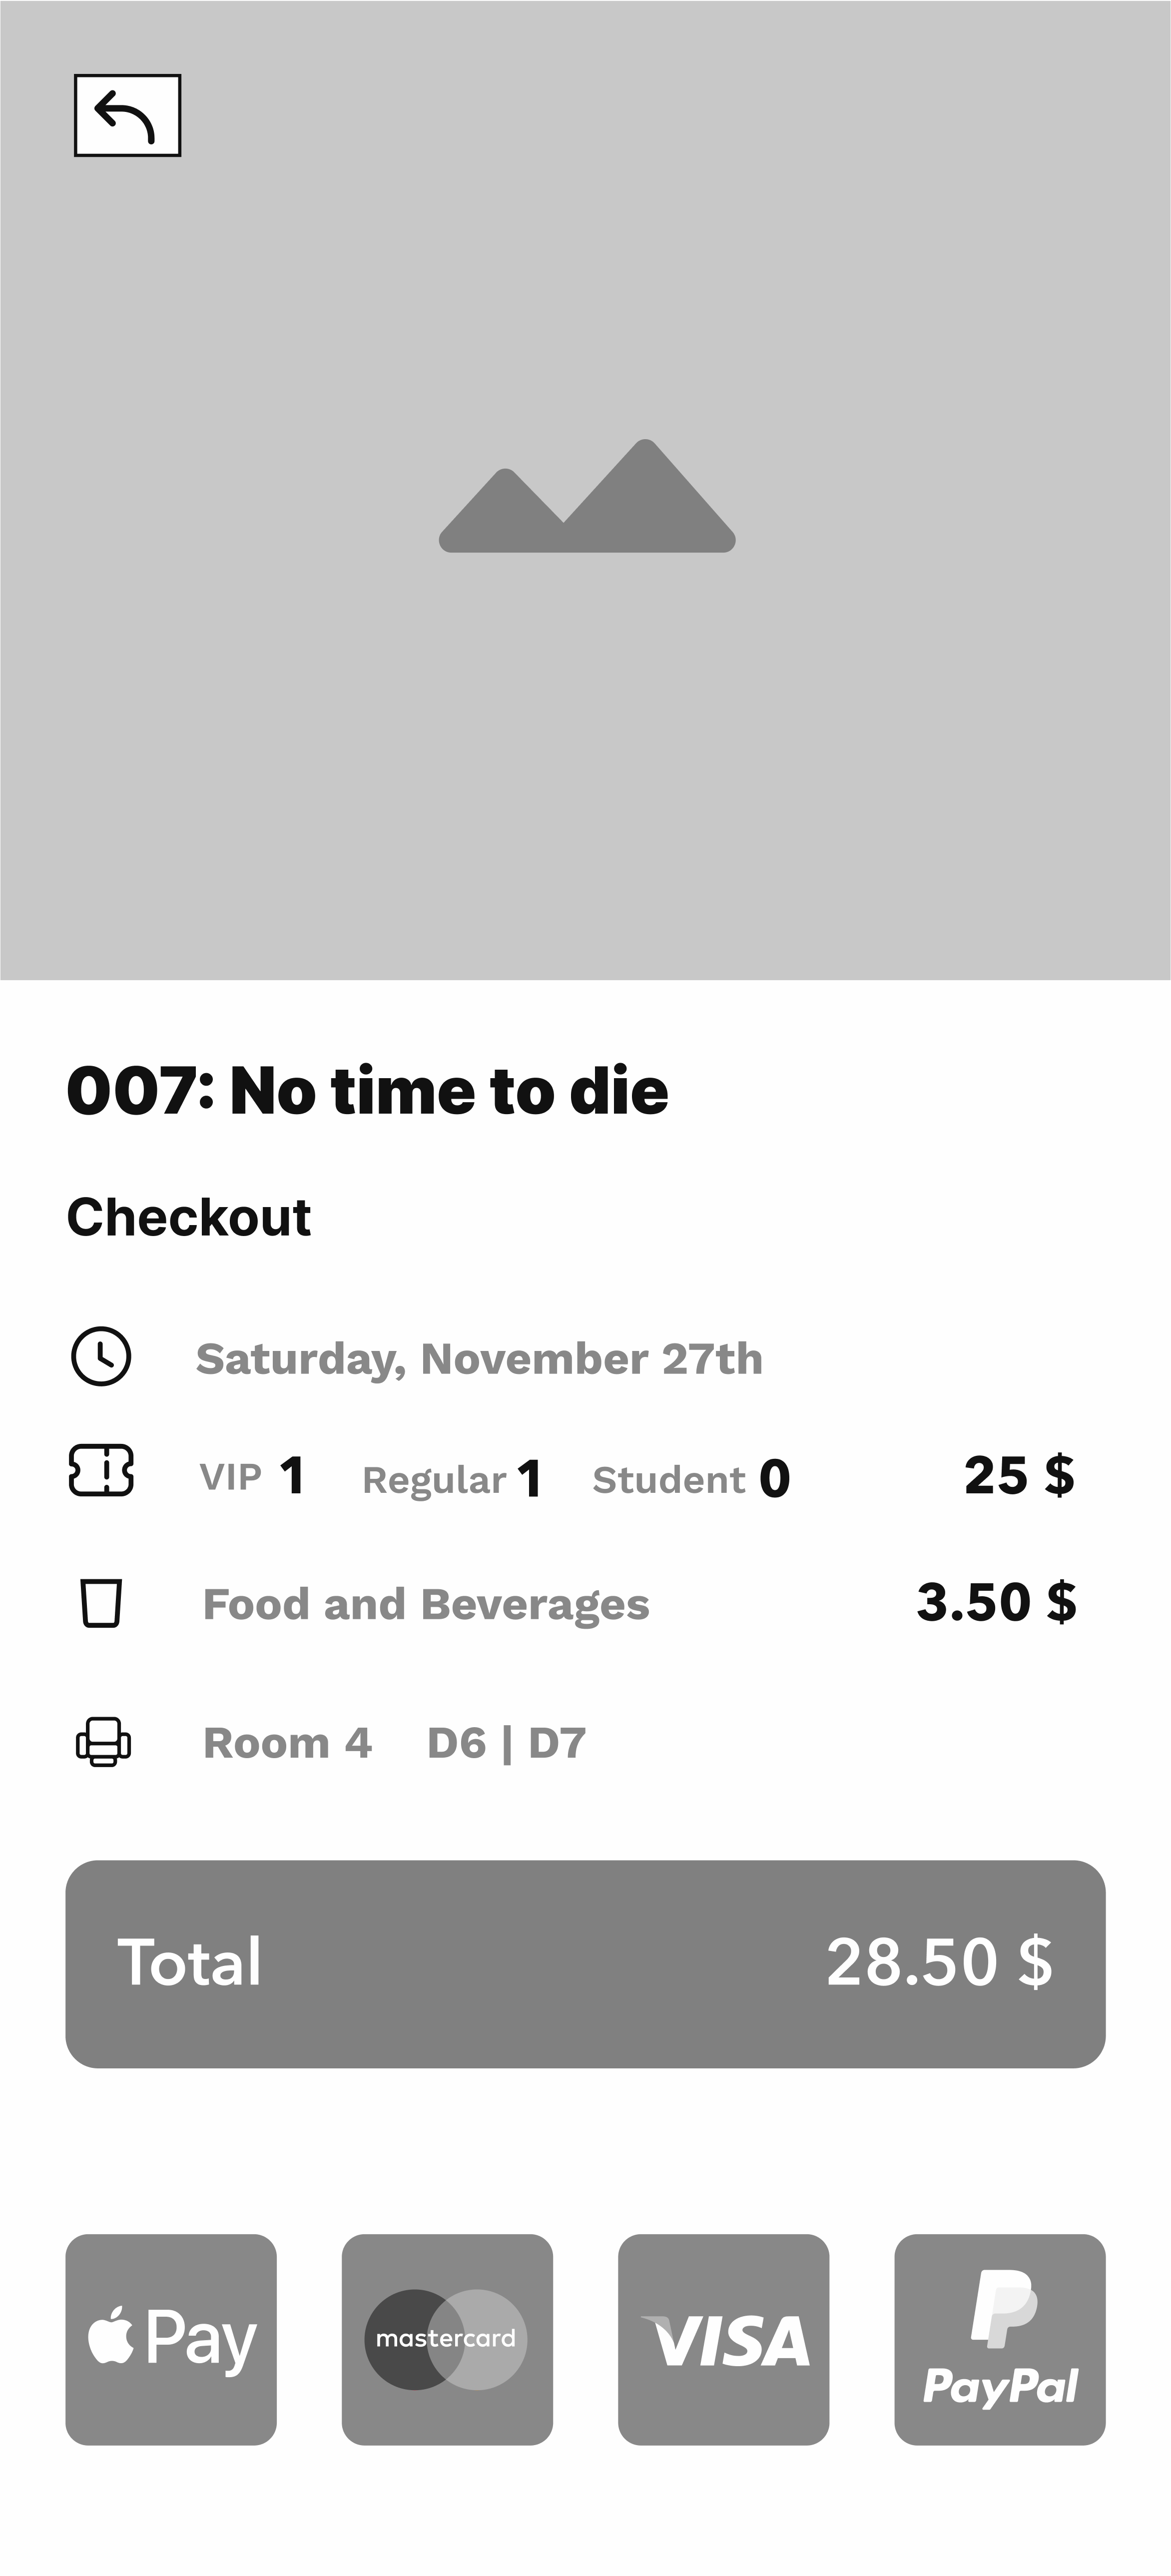 007: No time to die
Checkout
Saturday, November 27th
VIP 1 Regular 1 Student 0 25 $
Food and Beverages 3.50 $
Room 4 D6 | D7
Total 28.50 $
Pay mastercard VISA PayPal